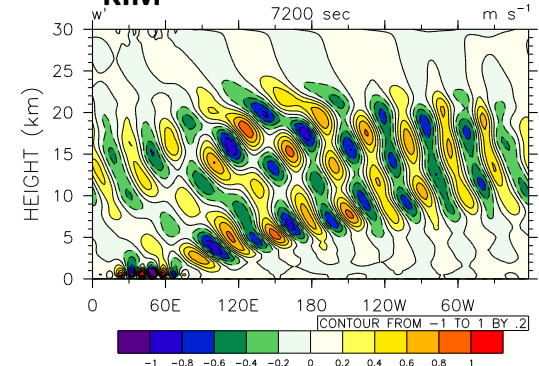 KIM
w' 7200 sec m s⁻¹
30
25
20
15
10
5
0
HEIGHT (km)
0 60E 120E 180 120W 60W
CONTOUR FROM −1 TO 1 BY .2
−1 −0.8 −0.6 −0.4 −0.2 0 0.2 0.4 0.6 0.8 1